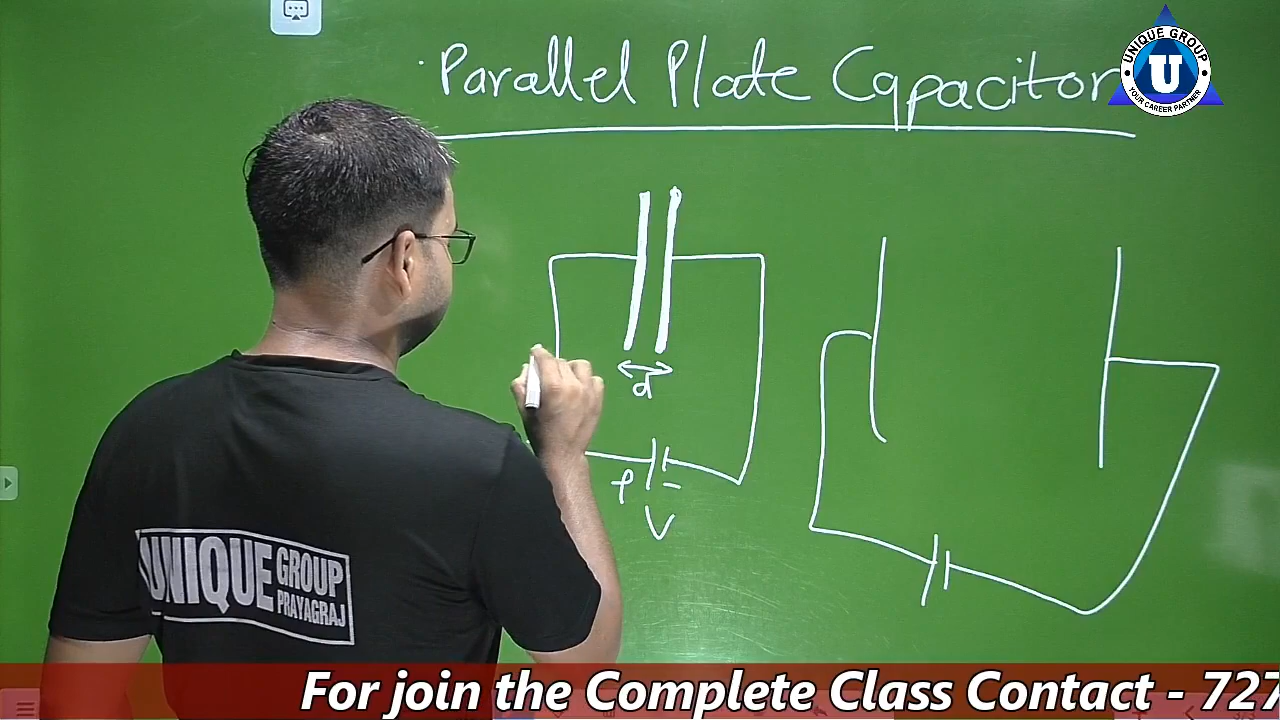 Parallel Plate Capacitor
UNIQUE GROUP
U
YOUR CAREER PARTNER
d
+ -
V
UNIQUE GROUP
PRAYAGRAJ
For join the Complete Class Contact - 727